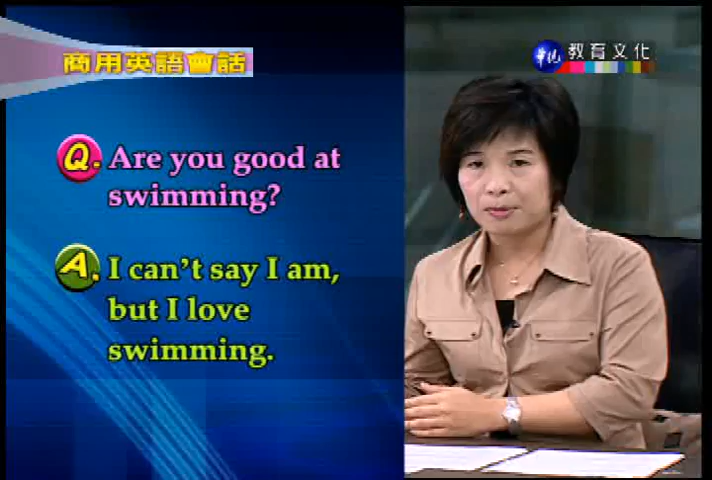 商用英語會話
華視 教育文化
Q. Are you good at
swimming?
A. I can't say I am,
but I love
swimming.